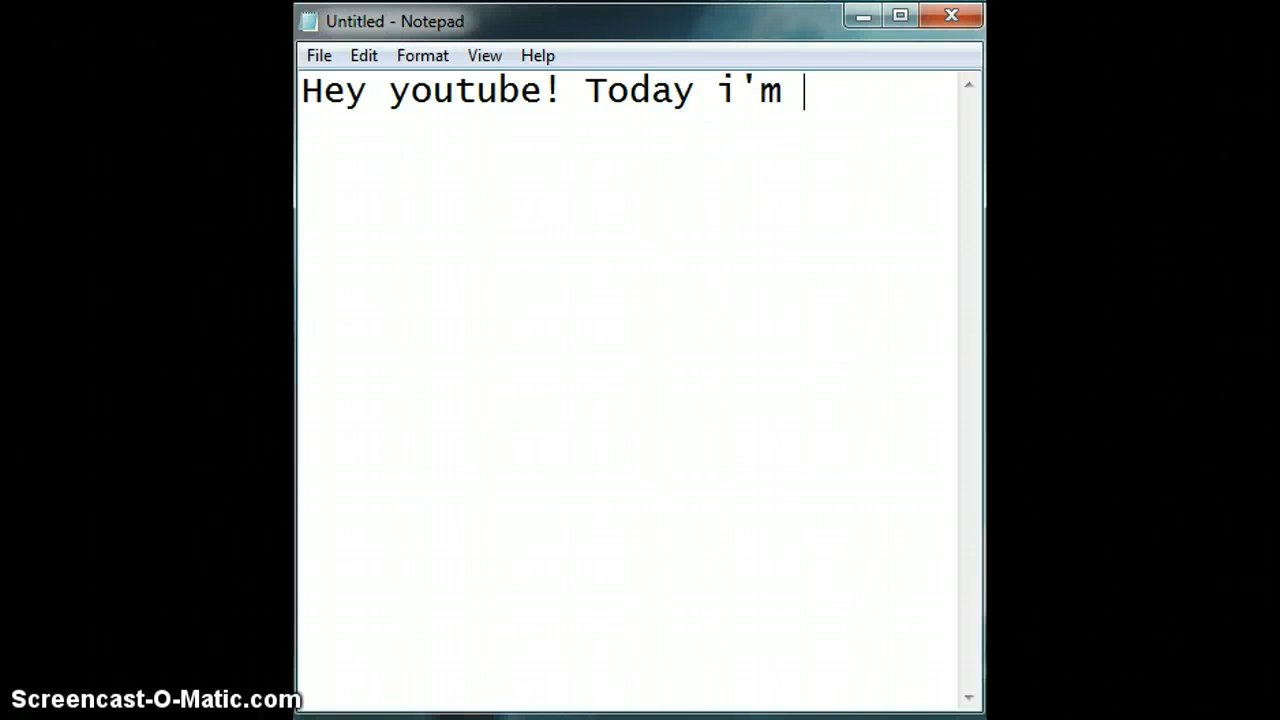 Untitled - Notepad
File Edit Format View Help
Hey youtube! Today i'm
Screencast-O-Matic.com